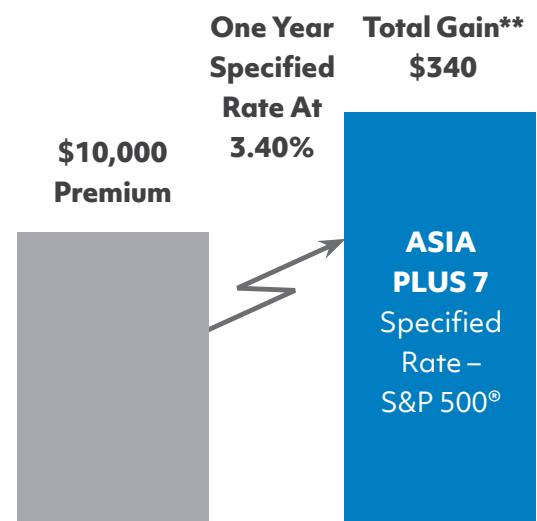 $10,000
Premium
One Year
Specified
Rate At
3.40%
Total Gain**
$340
ASIA
PLUS 7
Specified
Rate –
S&P 500®